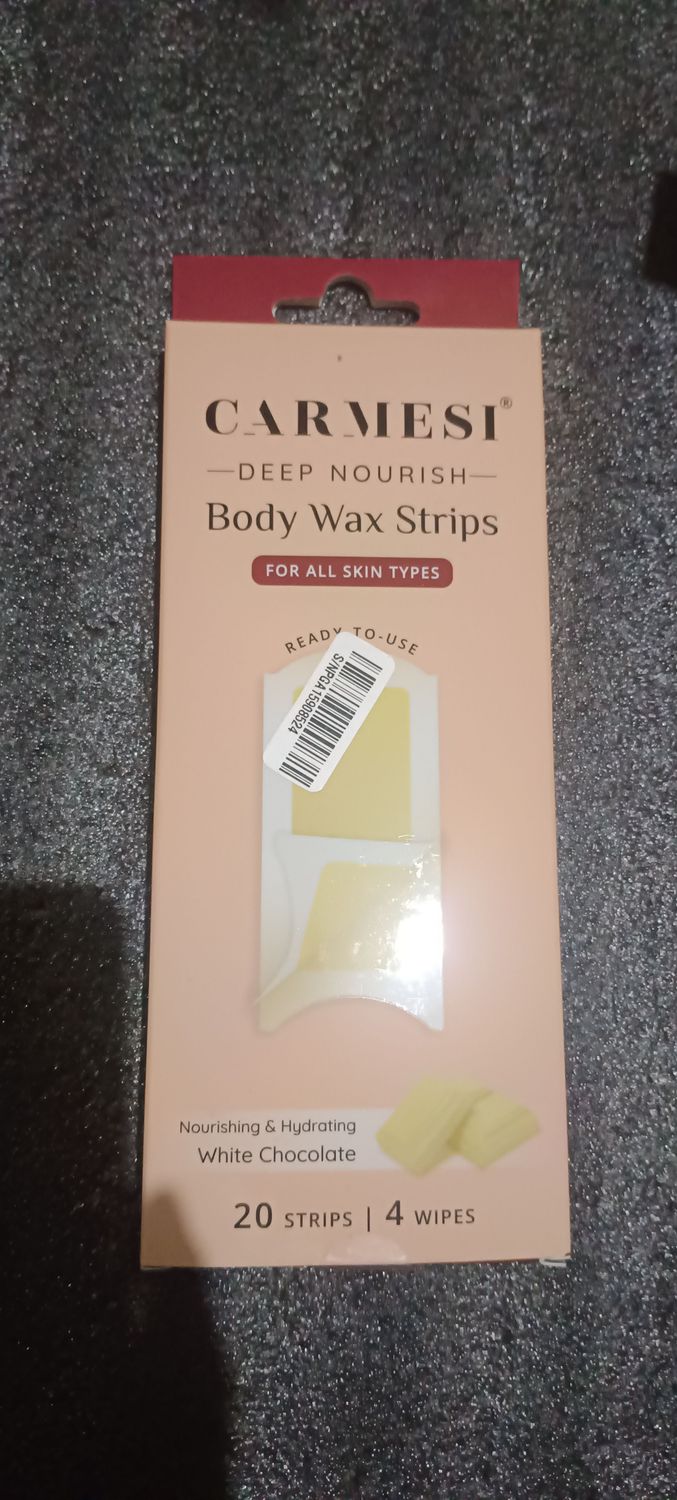 CARMESI®
—DEEP NOURISH—
Body Wax Strips
FOR ALL SKIN TYPES
READY-TO-USE
S/NPGA15908524
Nourishing & Hydrating
White Chocolate
20 STRIPS | 4 WIPES